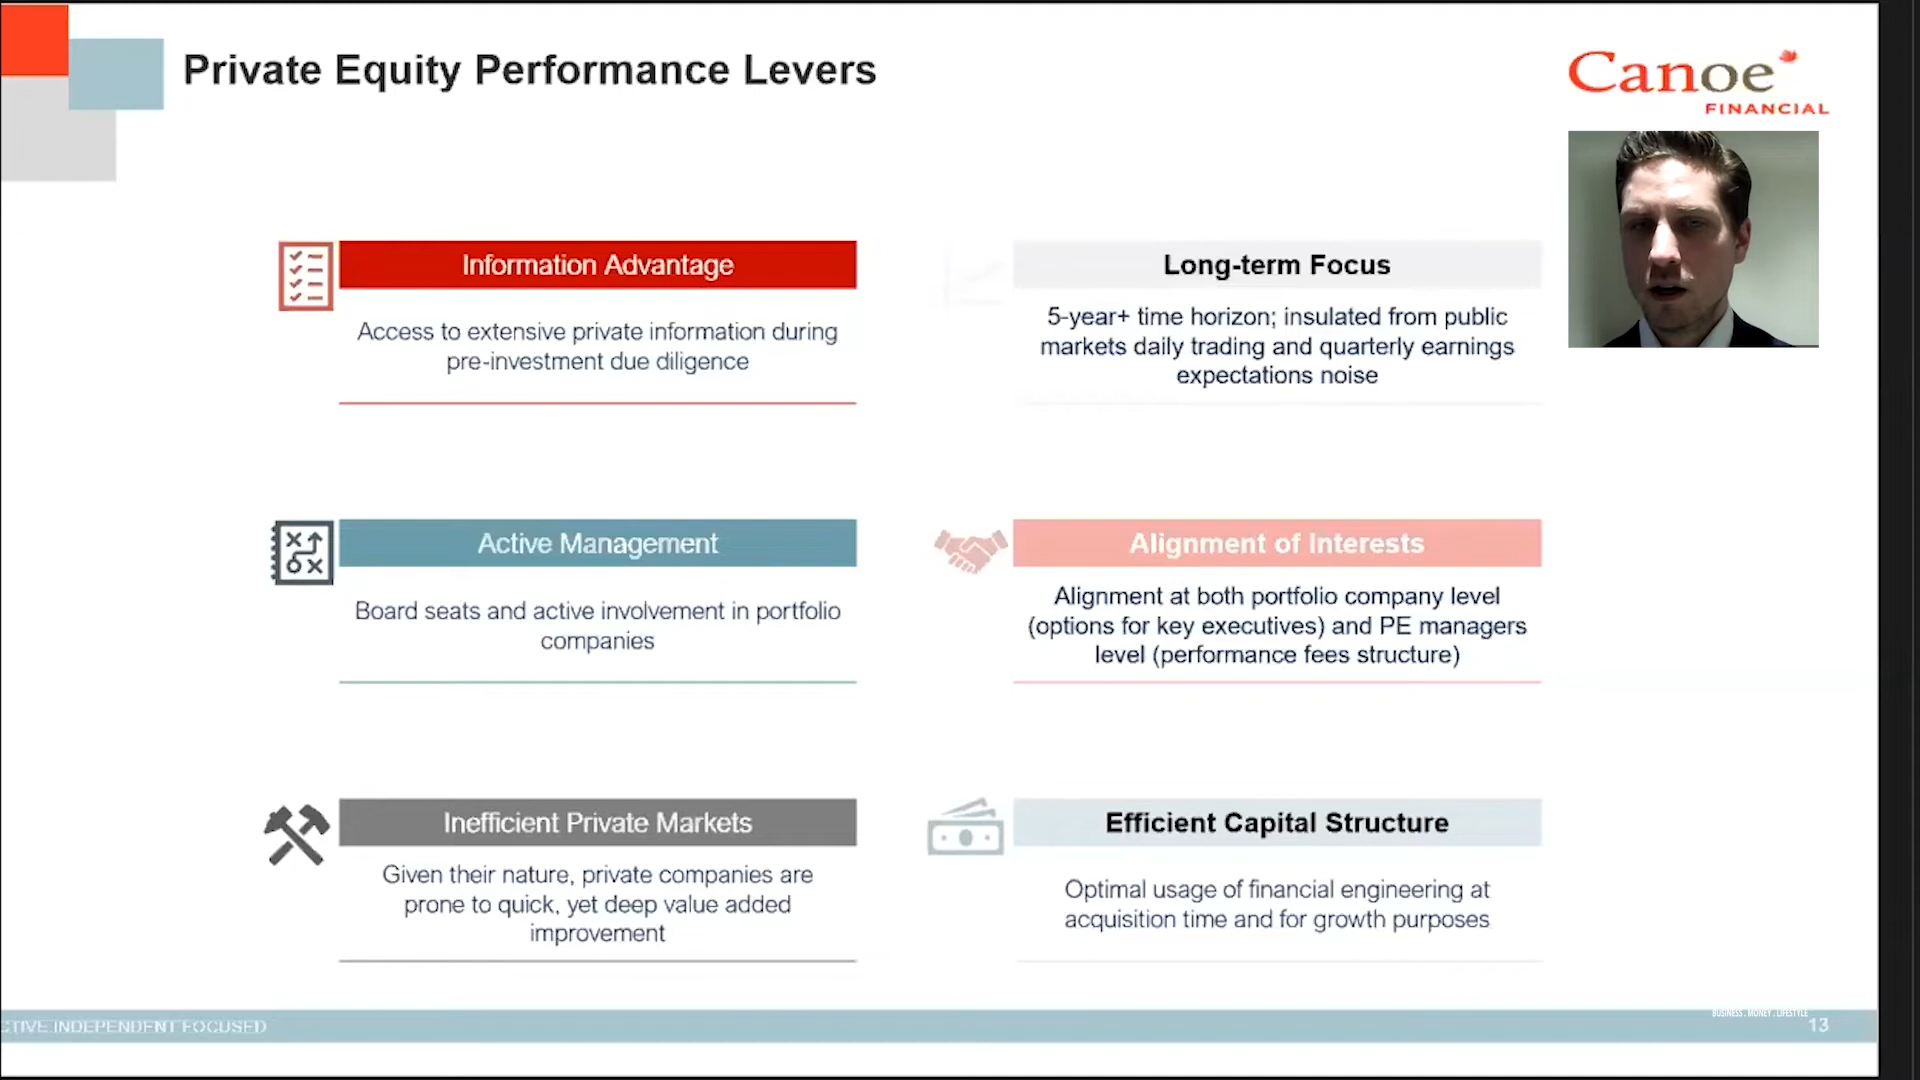 Private Equity Performance Levers
Canoe
FINANCIAL
Information Advantage
Access to extensive private information during
pre-investment due diligence
Long-term Focus
5-year+ time horizon; insulated from public
markets daily trading and quarterly earnings
expectations noise
Active Management
Board seats and active involvement in portfolio
companies
Alignment of Interests
Alignment at both portfolio company level
(options for key executives) and PE managers
level (performance fees structure)
Inefficient Private Markets
Given their nature, private companies are
prone to quick, yet deep value added
improvement
Efficient Capital Structure
Optimal usage of financial engineering at
acquisition time and for growth purposes
CTIVE.INDEPENDENT.FOCUSED
BUSINESS . MONEY . LIFESTYLE
13